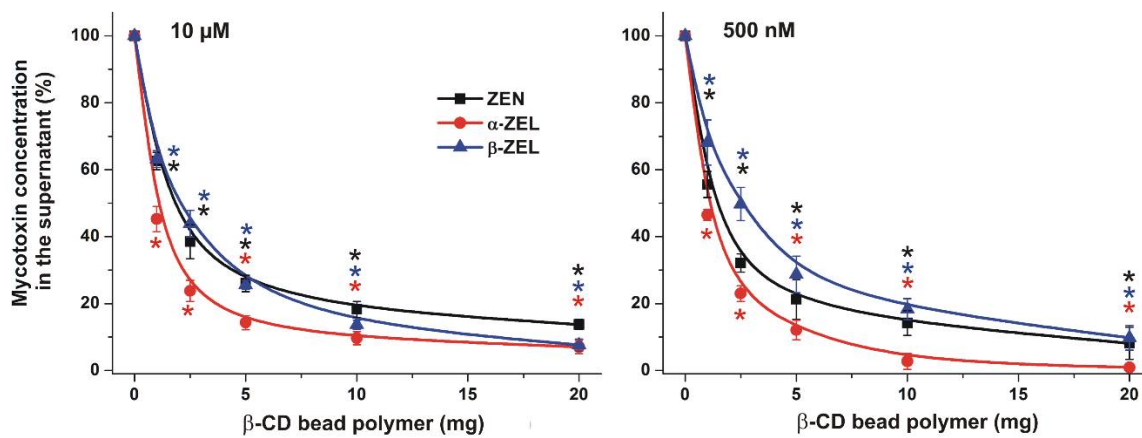 10 µM
500 nM
Mycotoxin concentration
in the supernatant (%)
100
80
60
40
20
0
ZEN
α-ZEL
β-ZEL
* * * * * * * * * * * * *
0 5 10 15 20
β-CD bead polymer (mg)
100
80
60
40
20
0
* * * * * * * * * * * * * * *
0 5 10 15 20
β-CD bead polymer (mg)